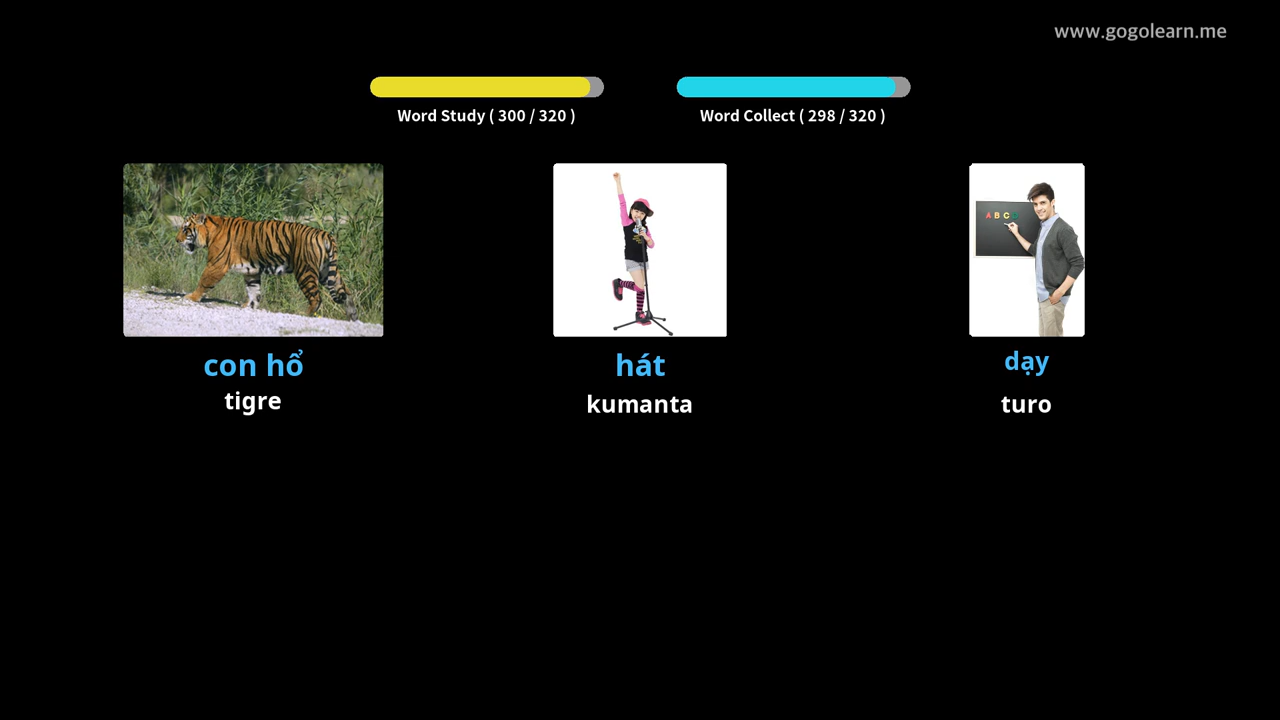 www.gogolearn.me
Word Study ( 300 / 320 )
Word Collect ( 298 / 320 )
A B C D
con hổ
hát
dạy
tigre
kumanta
turo